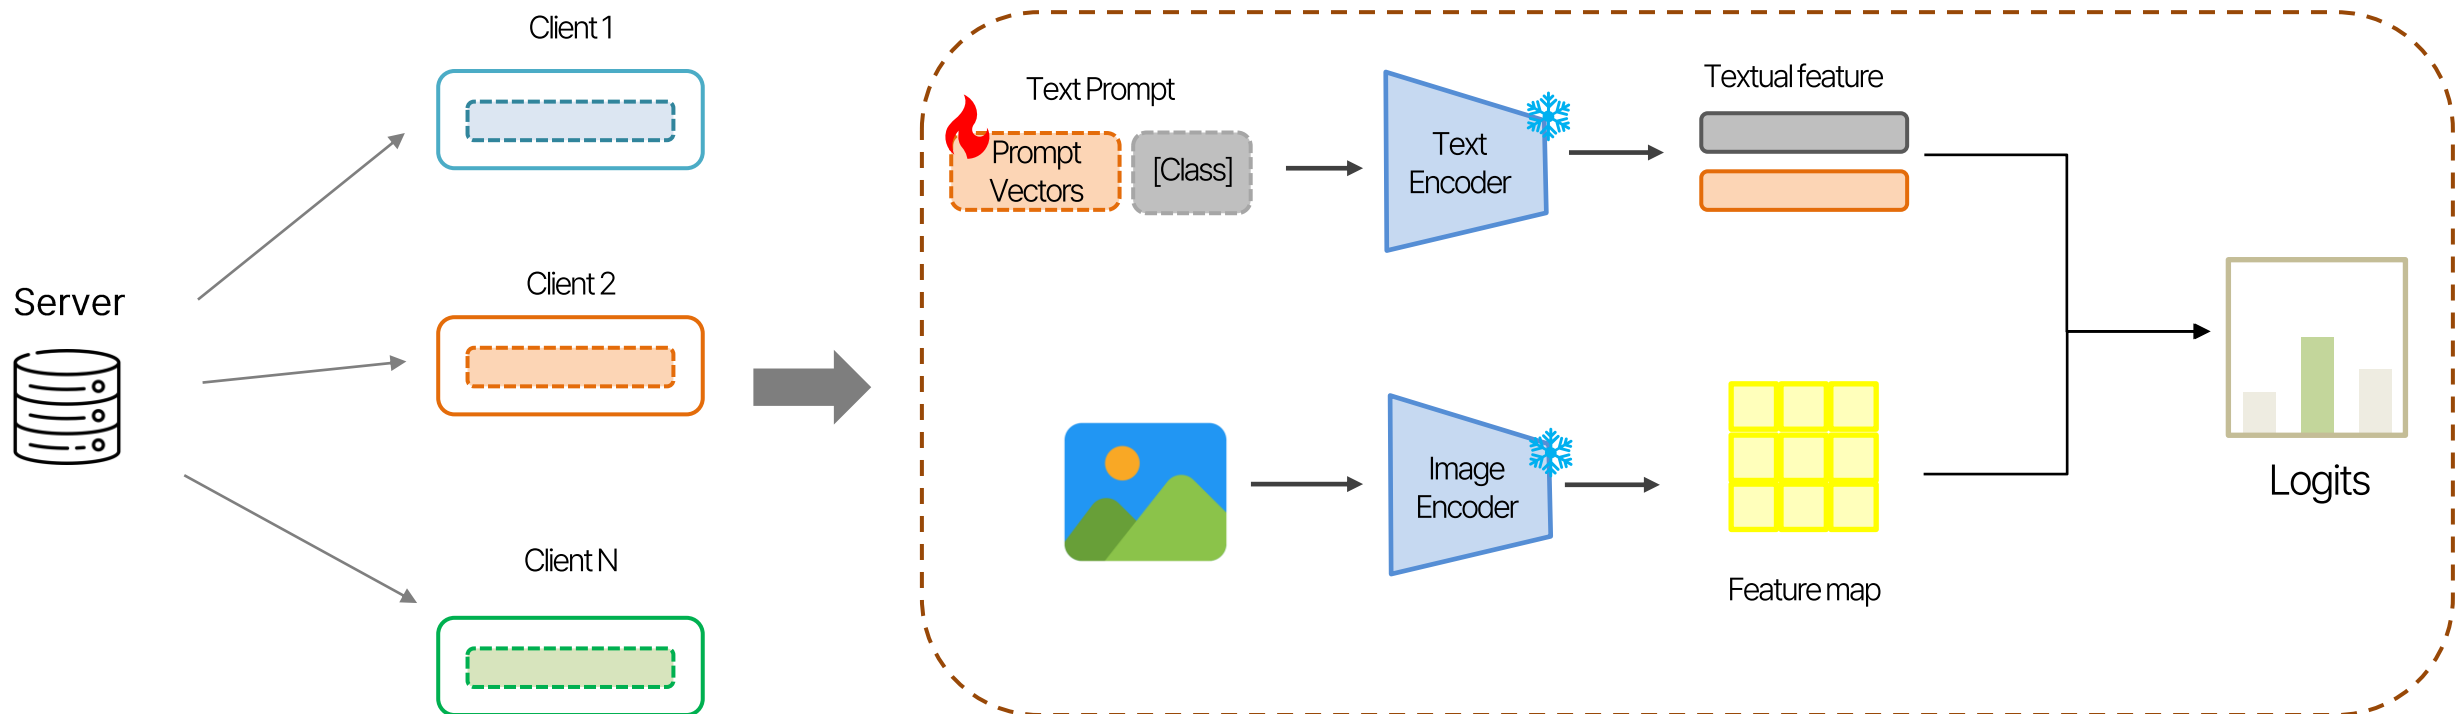 Client 1
Client 2
Server
Client N
Text Prompt
Prompt
Vectors
[Class]
Text
Encoder
Textual feature
Image
Encoder
Feature map
Logits